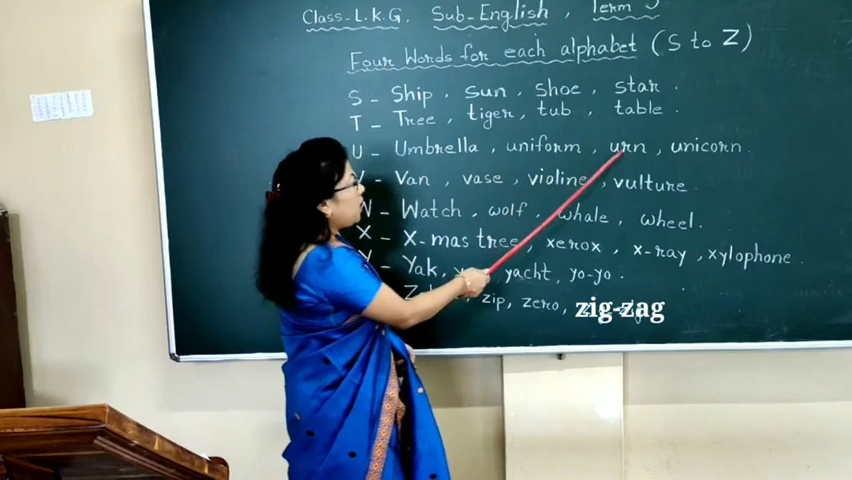 Class-L.K.G. Sub-English, Term
Four Words for each alphabet (S to Z)
S - Ship, sun, shoe, star.
T - Tree, tiger, tub, table.
U - Umbrella, uniform, urn, unicorn.
V - Van, vase, violine, vulture.
W - Watch, wolf, whale, wheel.
X - X-mas tree, xerox, x-ray, xylophone.
Y - Yak, yacht, yo-yo.
zip, zero, zig-zag